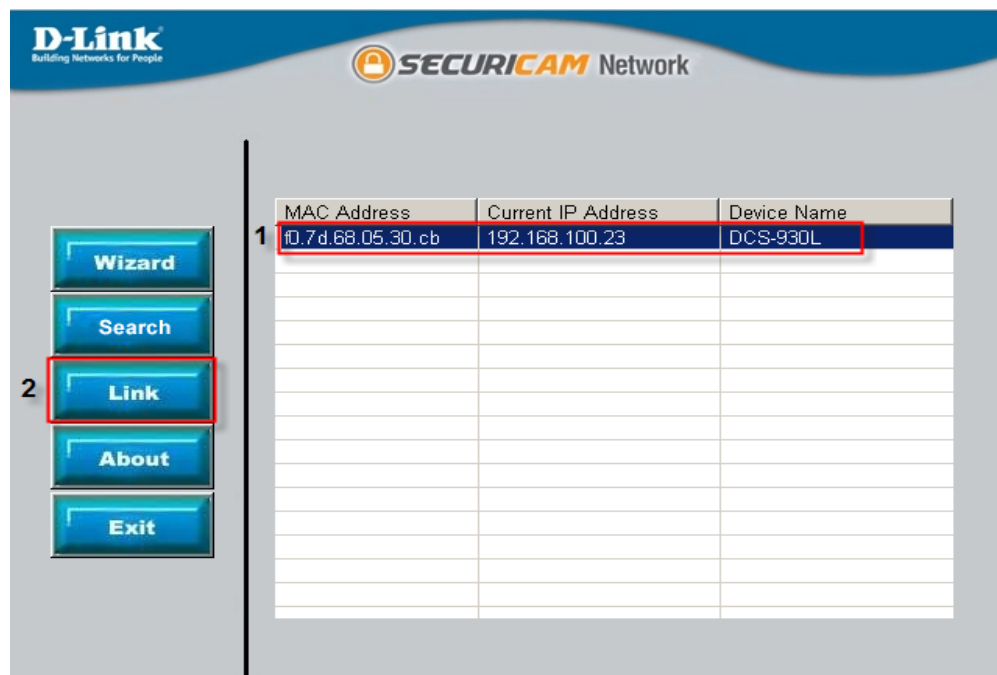 D-Link
Building Networks for People
SECURICAM Network
MAC Address Current IP Address Device Name
1 f0.7d.68.05.30.cb 192.168.100.23 DCS-930L
Wizard
Search
2 Link
About
Exit